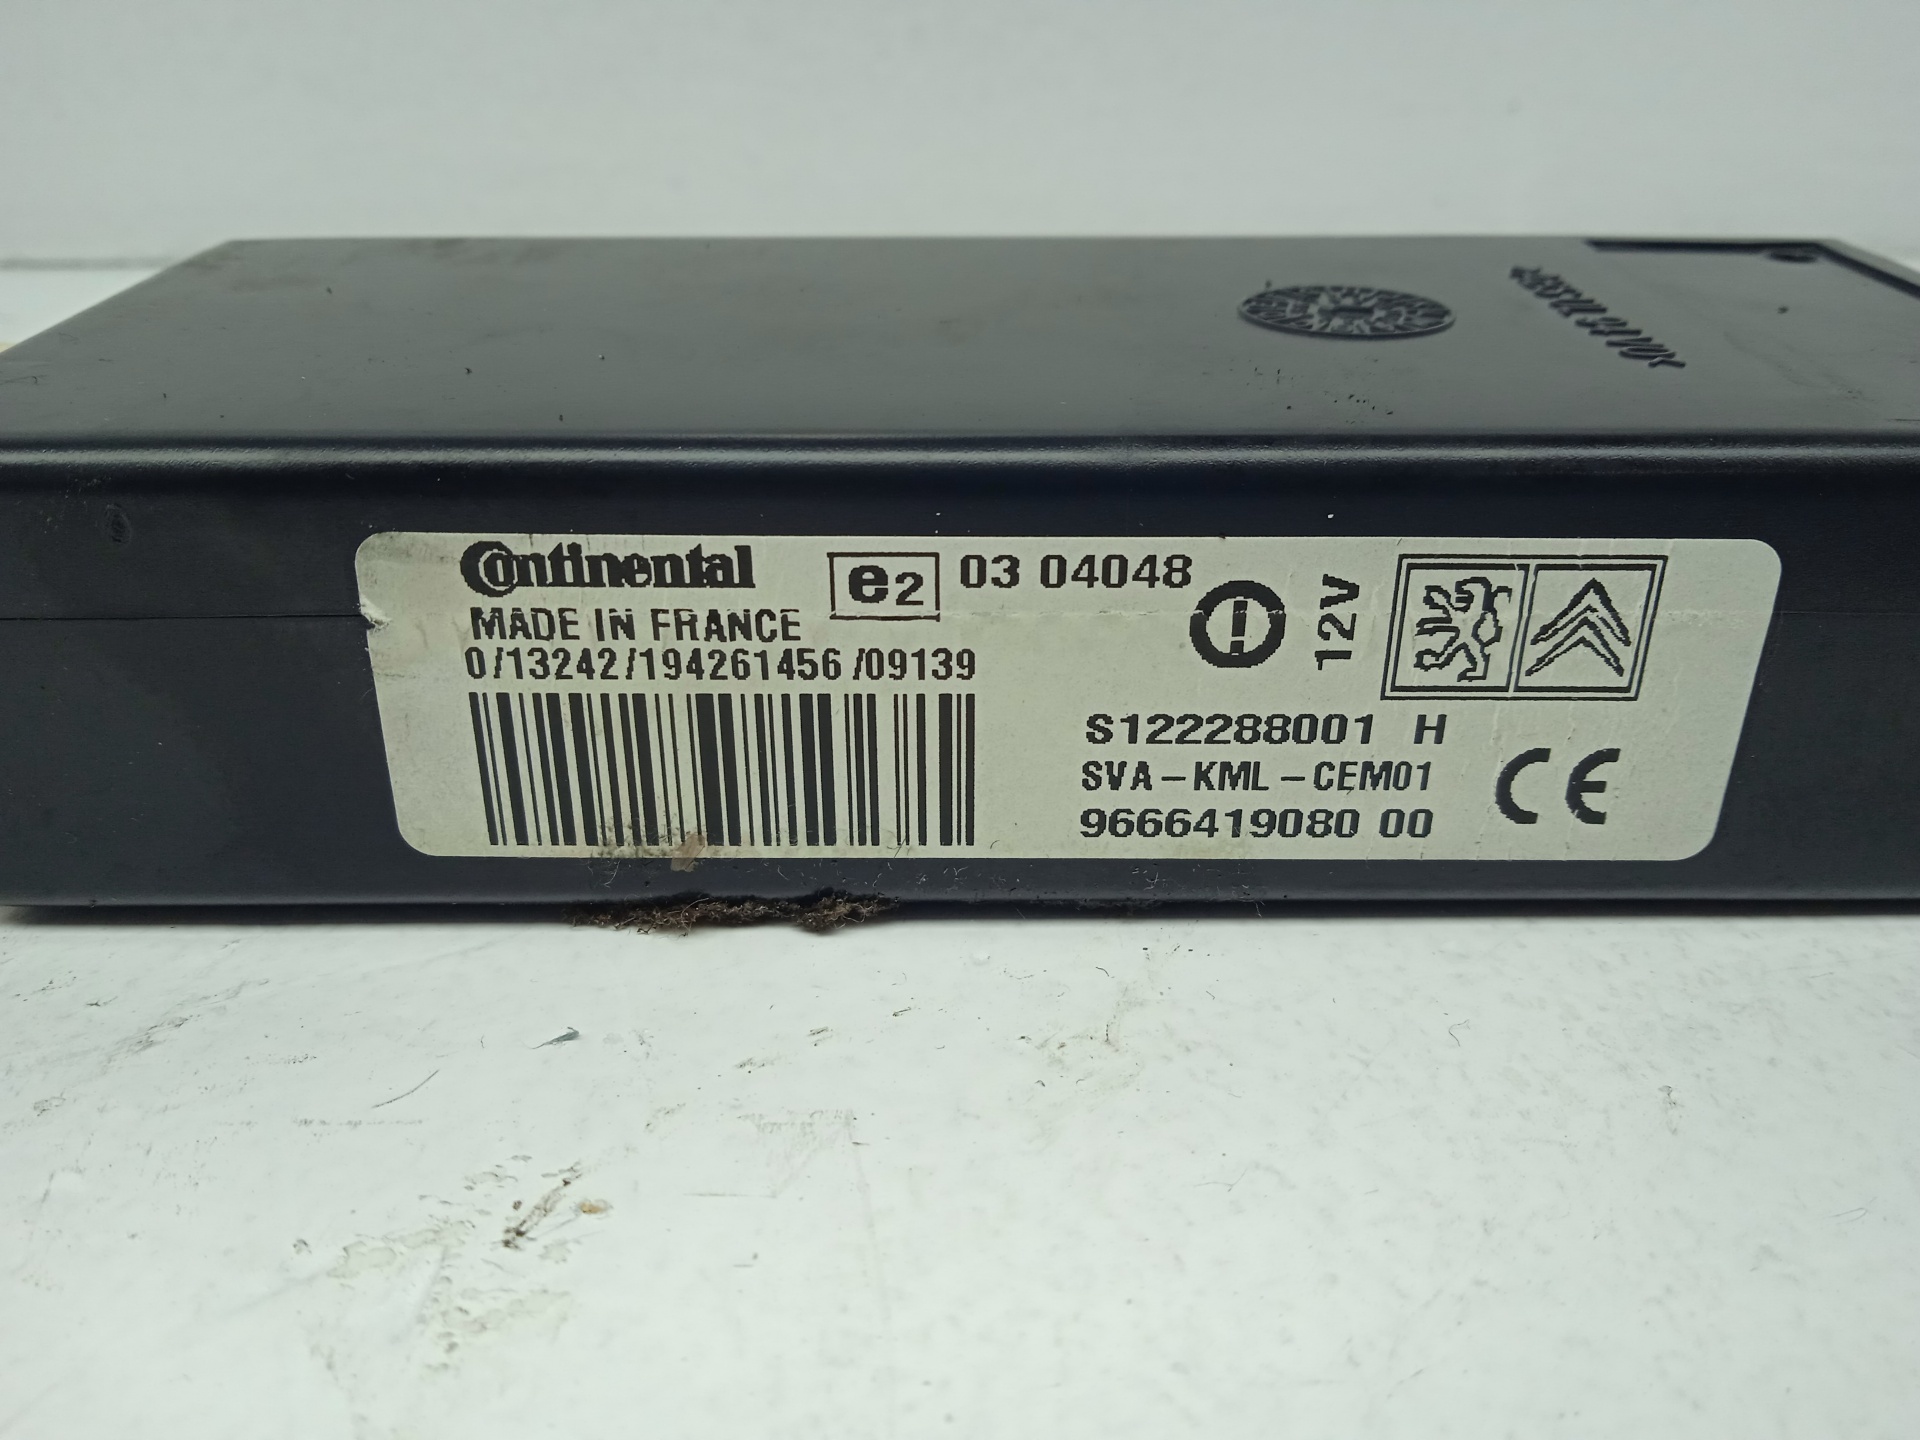 Continental
e2
03 04048
MADE IN FRANCE
0/13242/194261456/09139
12V
S122288001 H
SVA-KML-CEM01
9666419080 00
CE